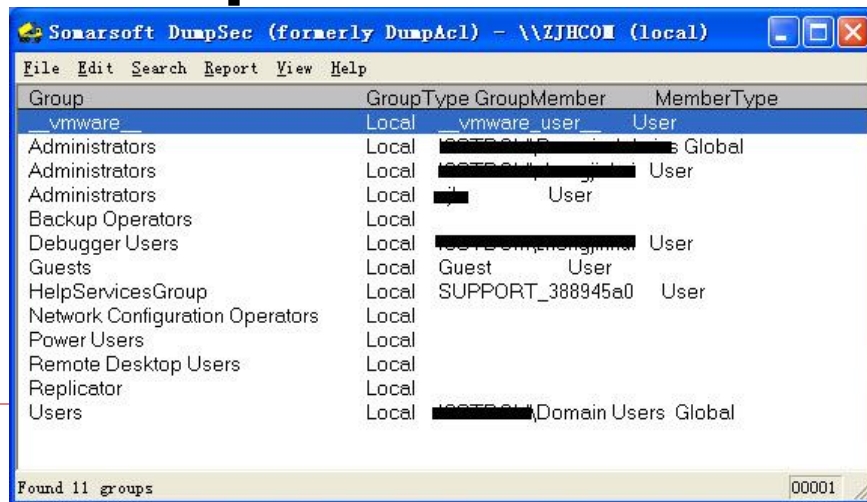 Somarsoft DumpSec (formerly DumpAcl) - \\ZJHCOM (local)
File Edit Search Report View Help
Group GroupType GroupMember MemberType
__vmware__ Local __vmware_user__ User
Administrators Local Global
Administrators Local User
Administrators Local User
Backup Operators Local
Debugger Users Local User
Guests Local Guest User
HelpServicesGroup Local SUPPORT_388945a0 User
Network Configuration Operators Local
Power Users Local
Remote Desktop Users Local
Replicator Local
Users Local \Domain Users Global
Found 11 groups 00001